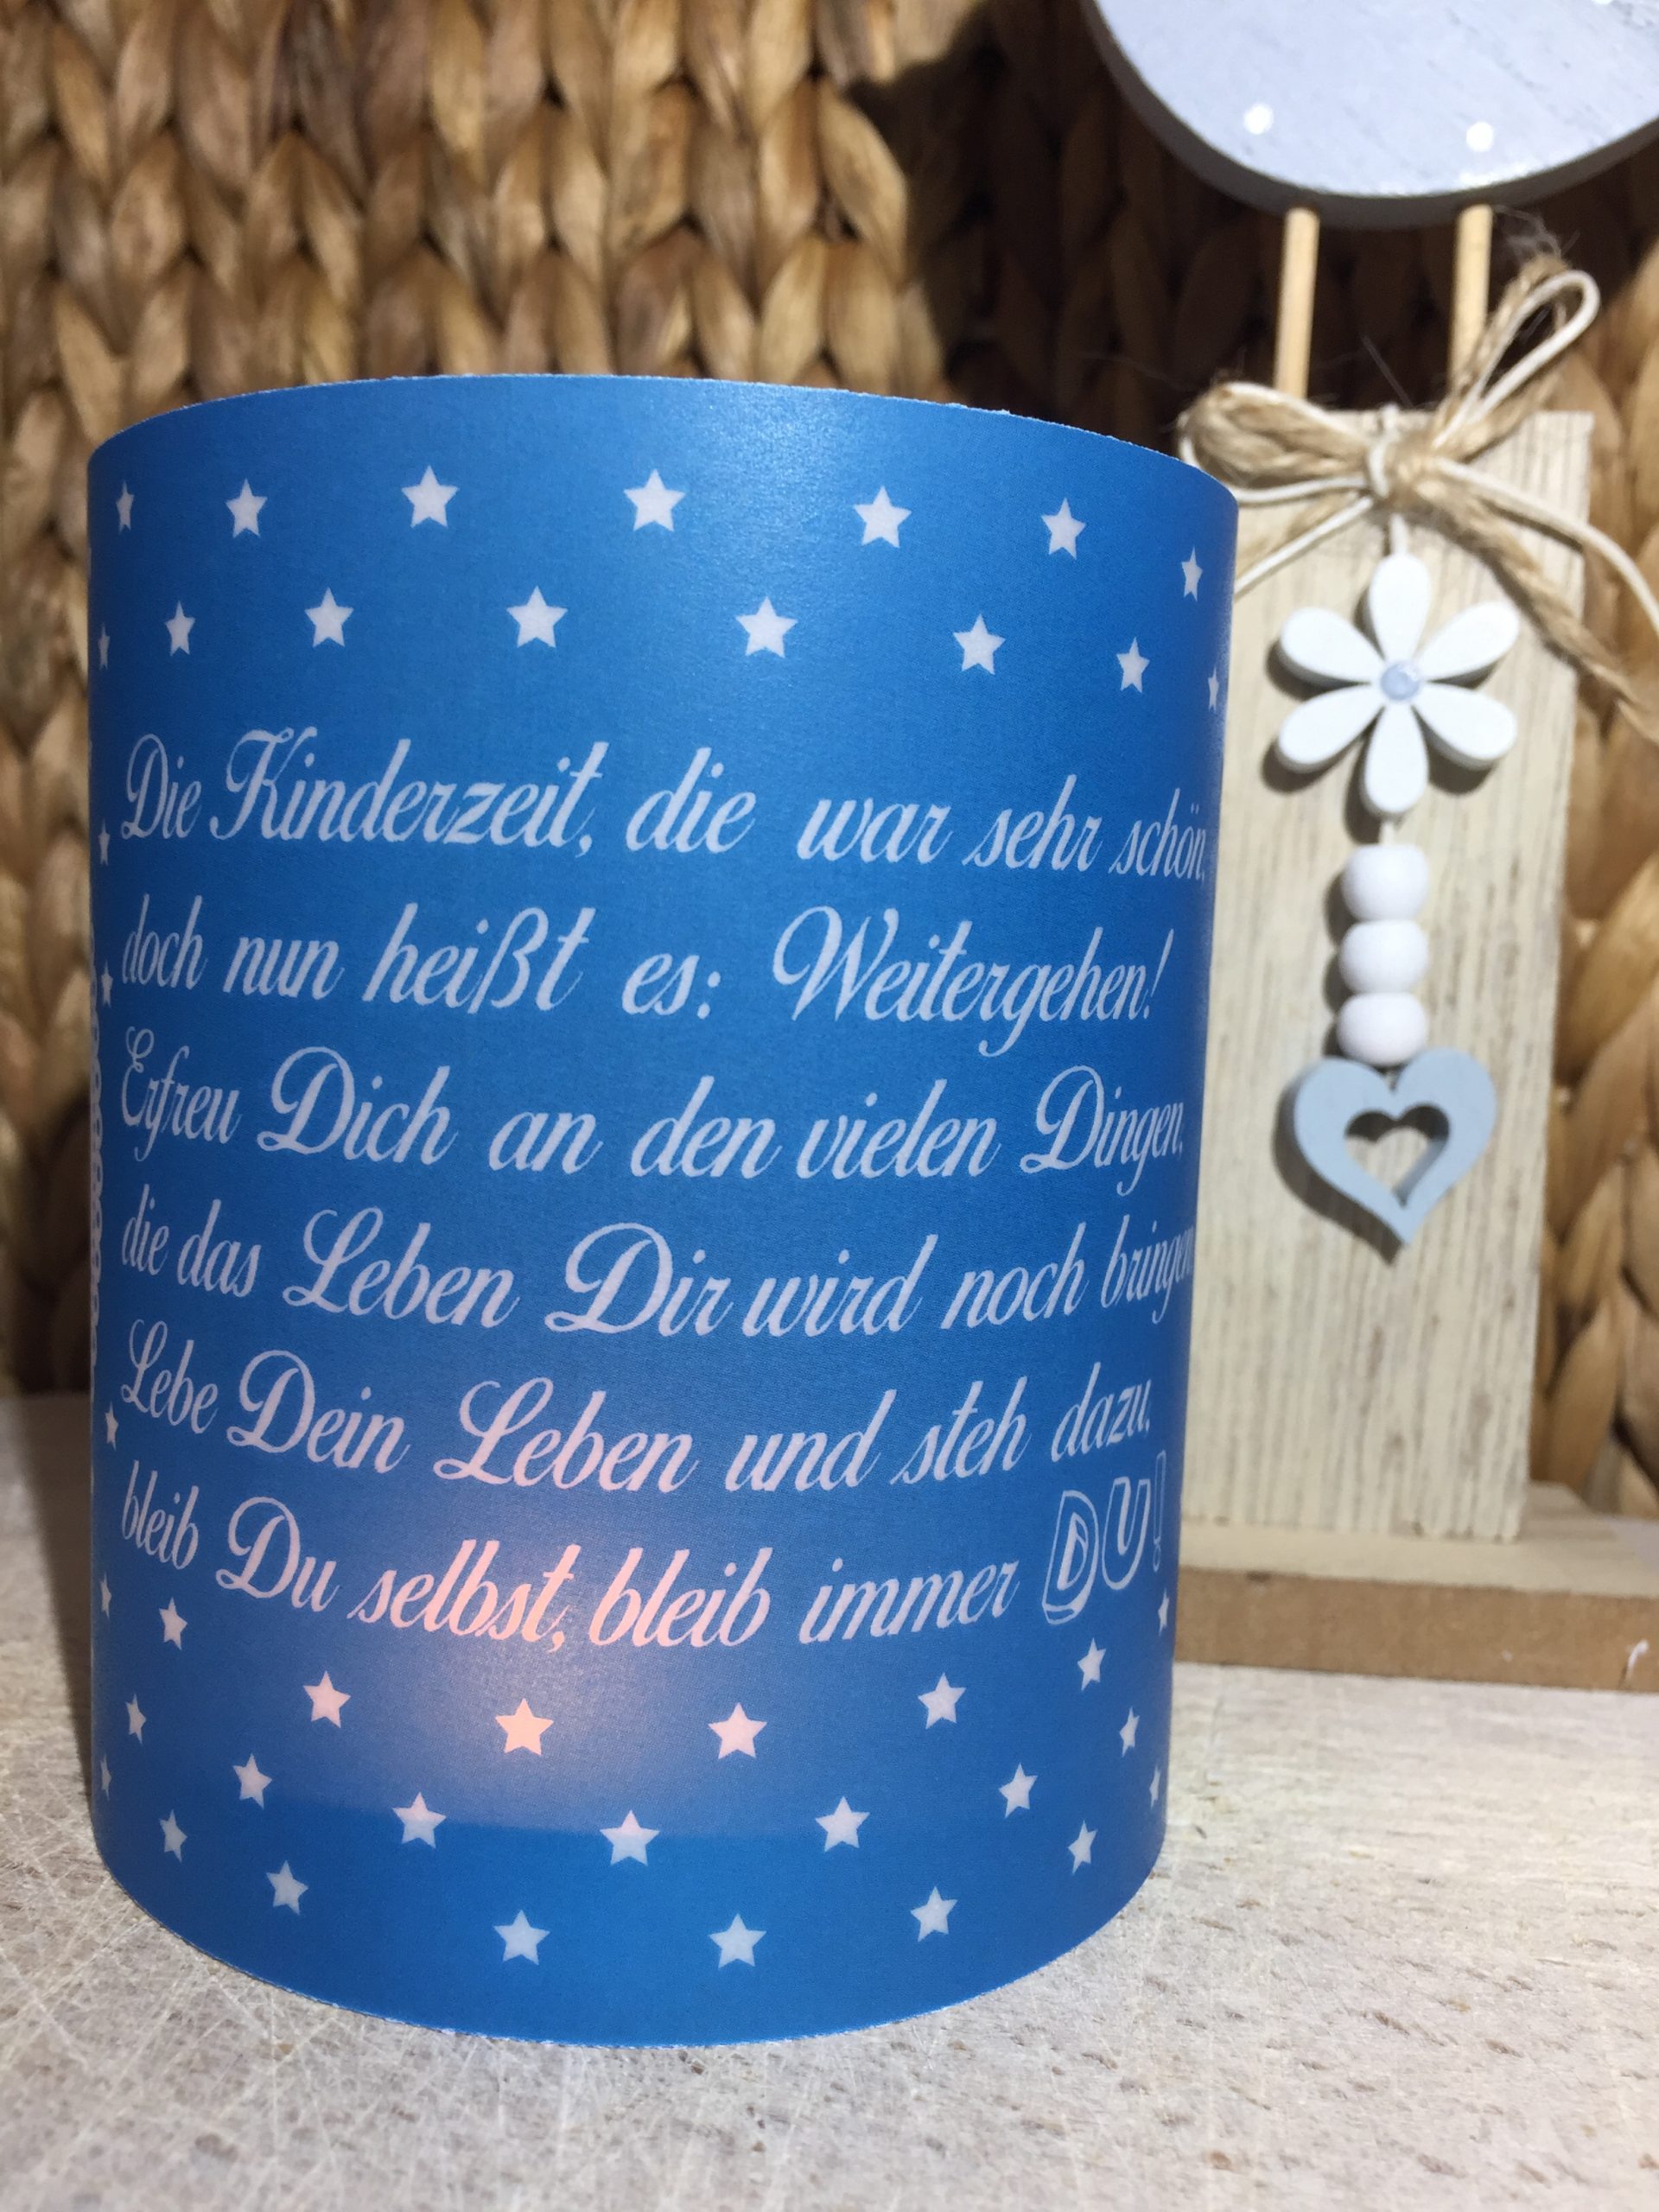 Die Kinderzeit, die war sehr schön,
doch nun heißt es: Weitergehen!
Erfreu Dich an den vielen Dingen,
die das Leben Dir wird noch bringen
Lebe Dein Leben und steh dazu,
bleib Du selbst, bleib immer DU!